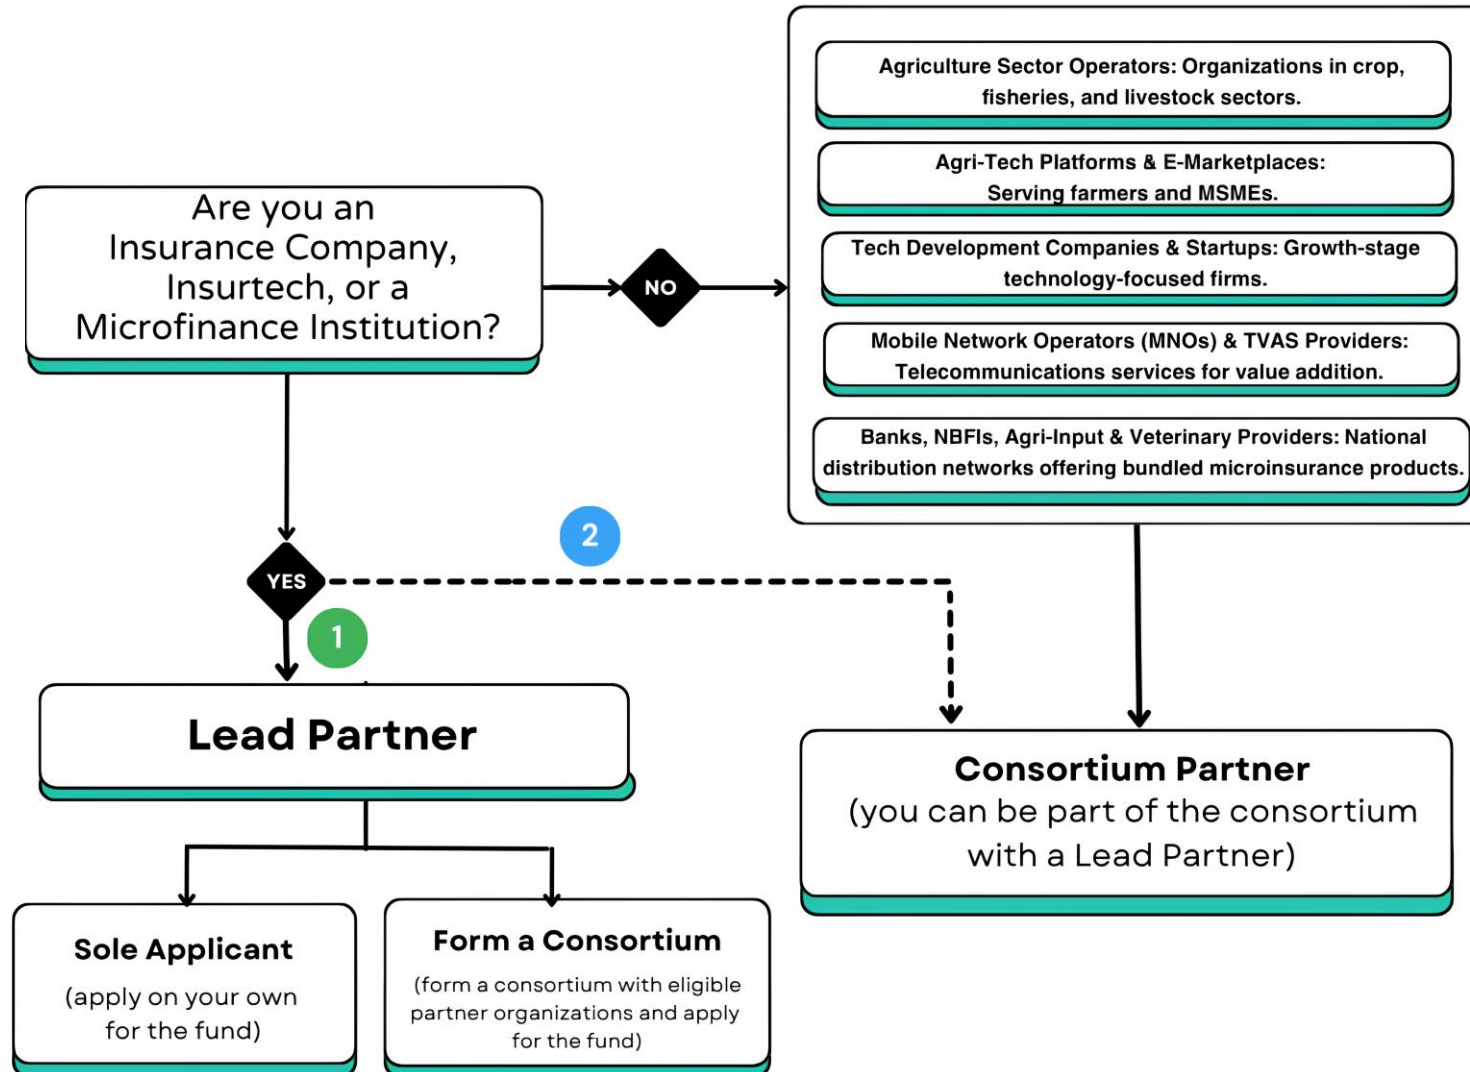 Are you an
Insurance Company,
Insurtech, or a
Microfinance Institution?
NO
Agriculture Sector Operators: Organizations in crop,
fisheries, and livestock sectors.
Agri-Tech Platforms & E-Marketplaces:
Serving farmers and MSMEs.
Tech Development Companies & Startups: Growth-stage
technology-focused firms.
Mobile Network Operators (MNOs) & TVAS Providers:
Telecommunications services for value addition.
Banks, NBFIs, Agri-Input & Veterinary Providers: National
distribution networks offering bundled microinsurance products.
YES
2
1
Lead Partner
Consortium Partner
(you can be part of the consortium
with a Lead Partner)
Sole Applicant
(apply on your own
for the fund)
Form a Consortium
(form a consortium with eligible
partner organizations and apply
for the fund)